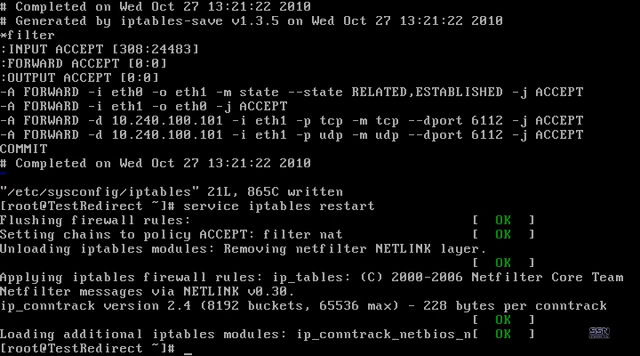 # Completed on Wed Oct 27 13:21:22 2010
# Generated by iptables-save v1.3.5 on Wed Oct 27 13:21:22 2010
*filter
:INPUT ACCEPT [308:24483]
:FORWARD ACCEPT [0:0]
:OUTPUT ACCEPT [0:0]
-A FORWARD -i eth0 -o eth1 -m state --state RELATED,ESTABLISHED -j ACCEPT
-A FORWARD -i eth1 -o eth0 -j ACCEPT
-A FORWARD -d 10.240.100.101 -i eth1 -p tcp -m tcp --dport 6112 -j ACCEPT
-A FORWARD -d 10.240.100.101 -i eth1 -p udp -m udp --dport 6112 -j ACCEPT
COMMIT
# Completed on Wed Oct 27 13:21:22 2010
"/etc/sysconfig/iptables" 21L, 865C written
[root@TestRedirect ~]# service iptables restart
Flushing firewall rules: [ OK ]
Setting chains to policy ACCEPT: filter nat [ OK ]
Unloading iptables modules: Removing netfilter NETLINK layer.
[ OK ]
Applying iptables firewall rules: ip_tables: (C) 2000-2006 Netfilter Core Team
Netfilter messages via NETLINK v0.30.
ip_conntrack version 2.4 (8192 buckets, 65536 max) - 228 bytes per conntrack
[ OK ]
Loading additional iptables modules: ip_conntrack_netbios_n[ OK ]
[root@TestRedirect ~]# _
SSN